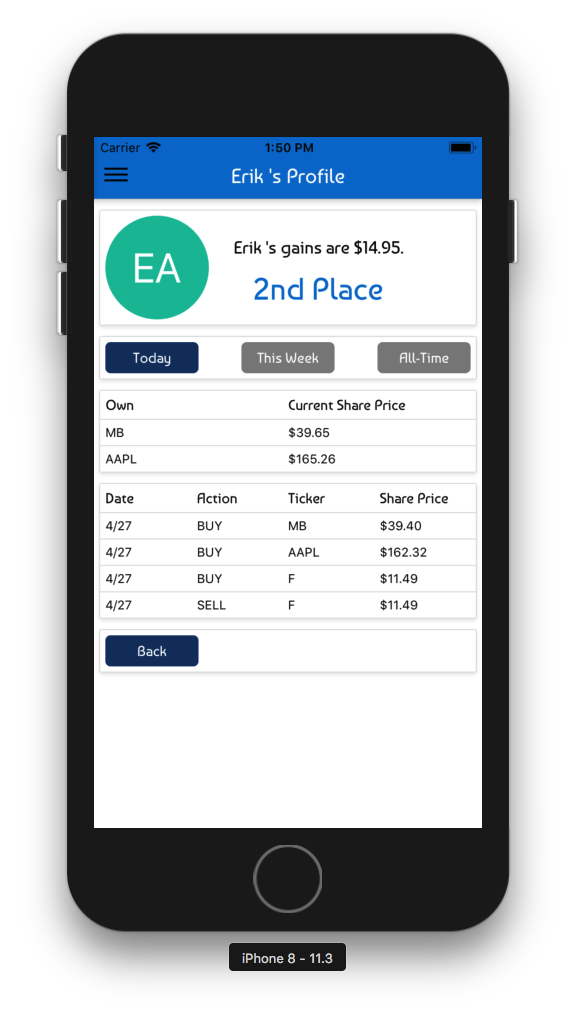 Carrier 1:50 PM
Erik 's Profile
EA
Erik 's gains are $14.95.
2nd Place
Today This Week All-Time
Own Current Share Price
MB $39.65
AAPL $165.26
Date Action Ticker Share Price
4/27 BUY MB $39.40
4/27 BUY AAPL $162.32
4/27 BUY F $11.49
4/27 SELL F $11.49
Back
iPhone 8 - 11.3